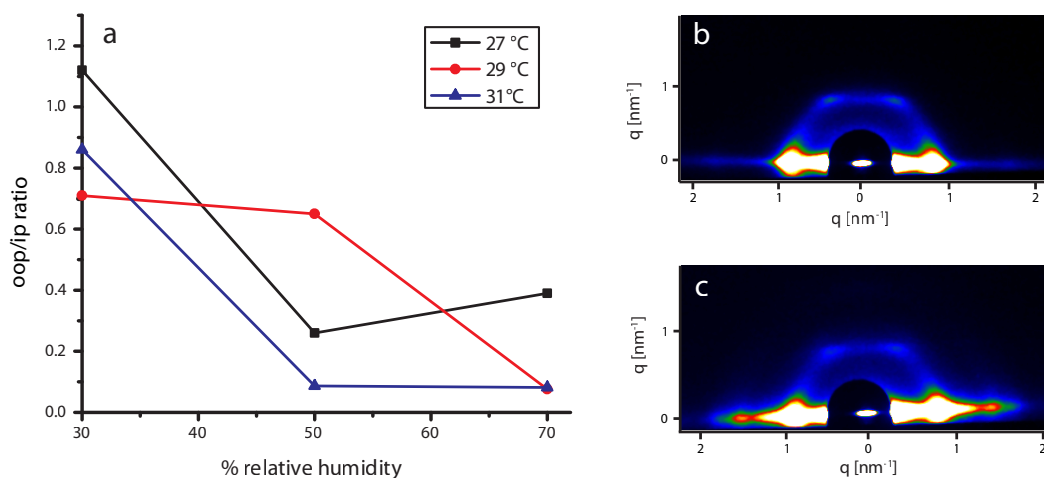 a
27 °C
29 °C
31°C
1.2
1.0
0.8
0.6
0.4
0.2
0.0
oop/ip ratio
30 40 50 60 70
% relative humidity
b
q [nm⁻¹]
1
0
2 1 0 1 2
q [nm⁻¹]
c
q [nm⁻¹]
1
0
2 1 0 1 2
q [nm⁻¹]